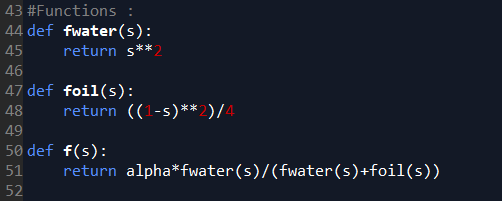 43 #Functions :
44 def fwater(s):
45     return s**2
46
47 def foil(s):
48     return ((1-s)**2)/4
49
50 def f(s):
51     return alpha*fwater(s)/(fwater(s)+foil(s))
52